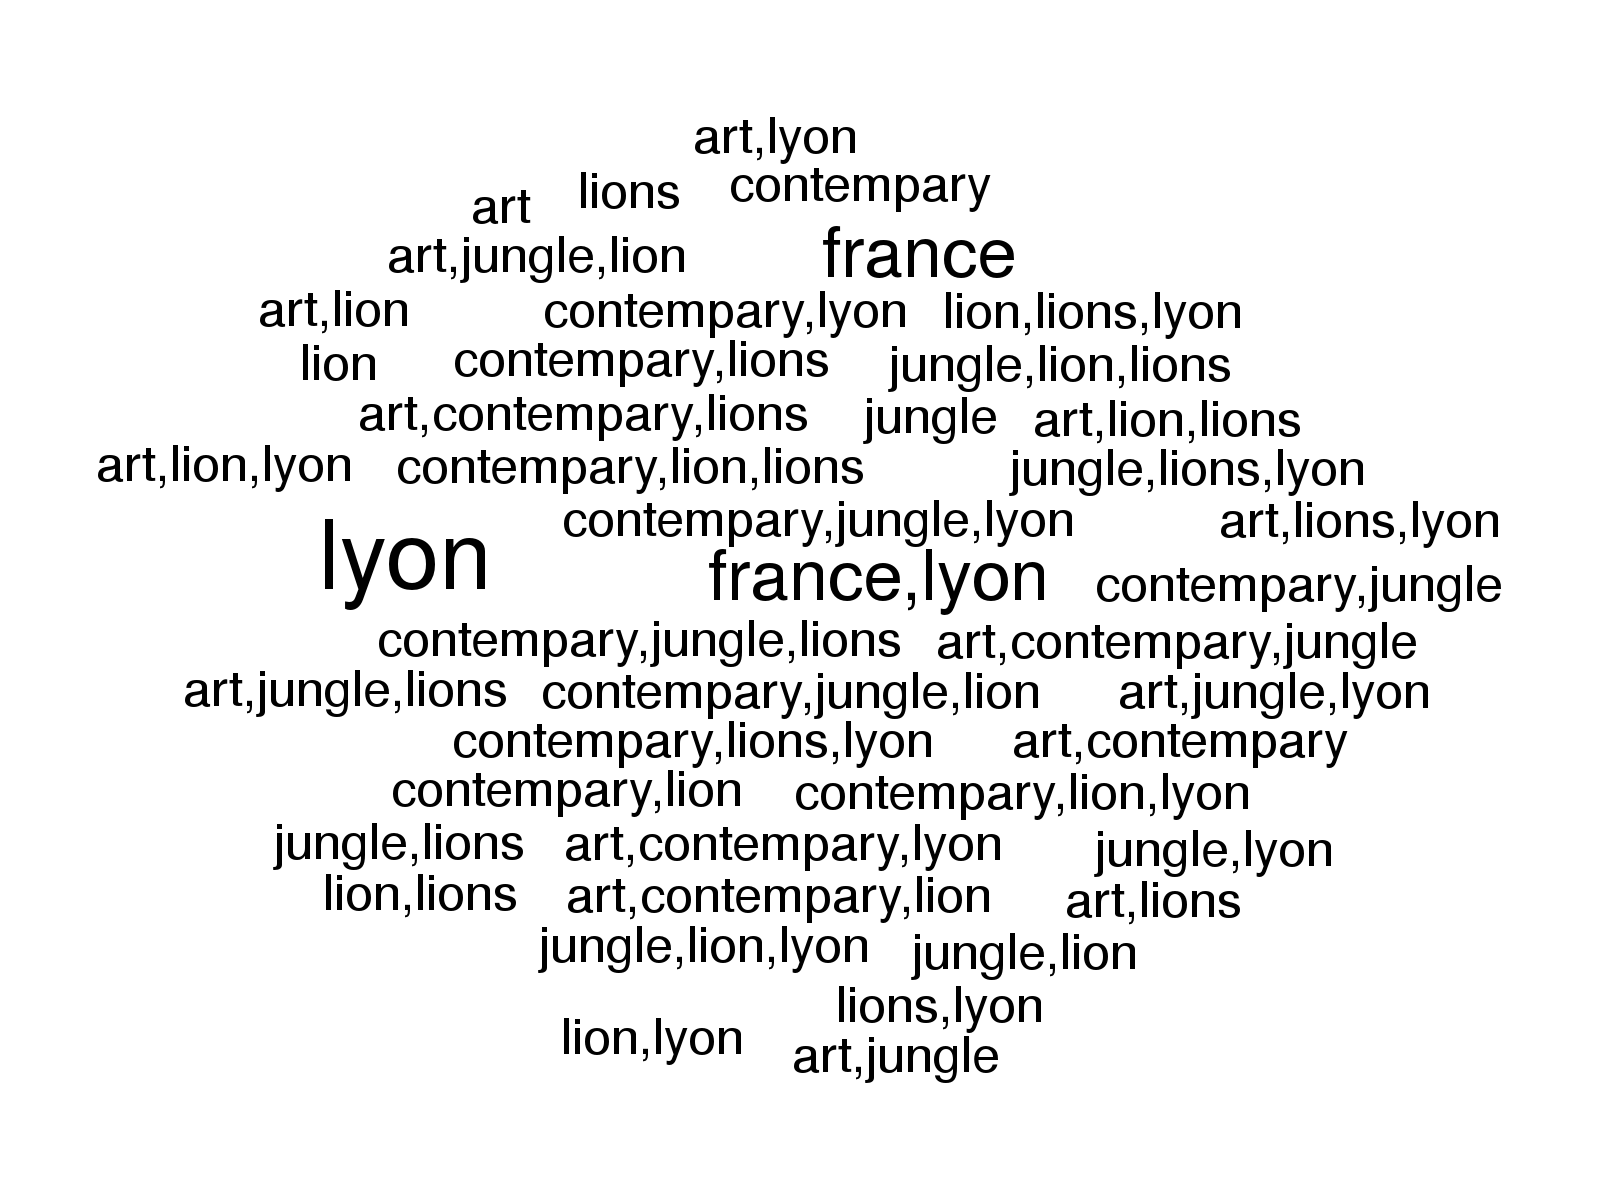 art,lyon
art lions contempary
art,jungle,lion france
art,lion contempary,lyon lion,lions,lyon
lion contempary,lions jungle,lion,lions
art,contempary,lions jungle art,lion,lions
art,lion,lyon contempary,lion,lions jungle,lions,lyon
contempary,jungle,lyon art,lions,lyon
lyon france,lyon contempary,jungle
contempary,jungle,lions art,contempary,jungle
art,jungle,lions contempary,jungle,lion art,jungle,lyon
contempary,lions,lyon art,contempary
contempary,lion contempary,lion,lyon
jungle,lions art,contempary,lyon jungle,lyon
lion,lions art,contempary,lion art,lions
jungle,lion,lyon jungle,lion
lions,lyon
lion,lyon art,jungle